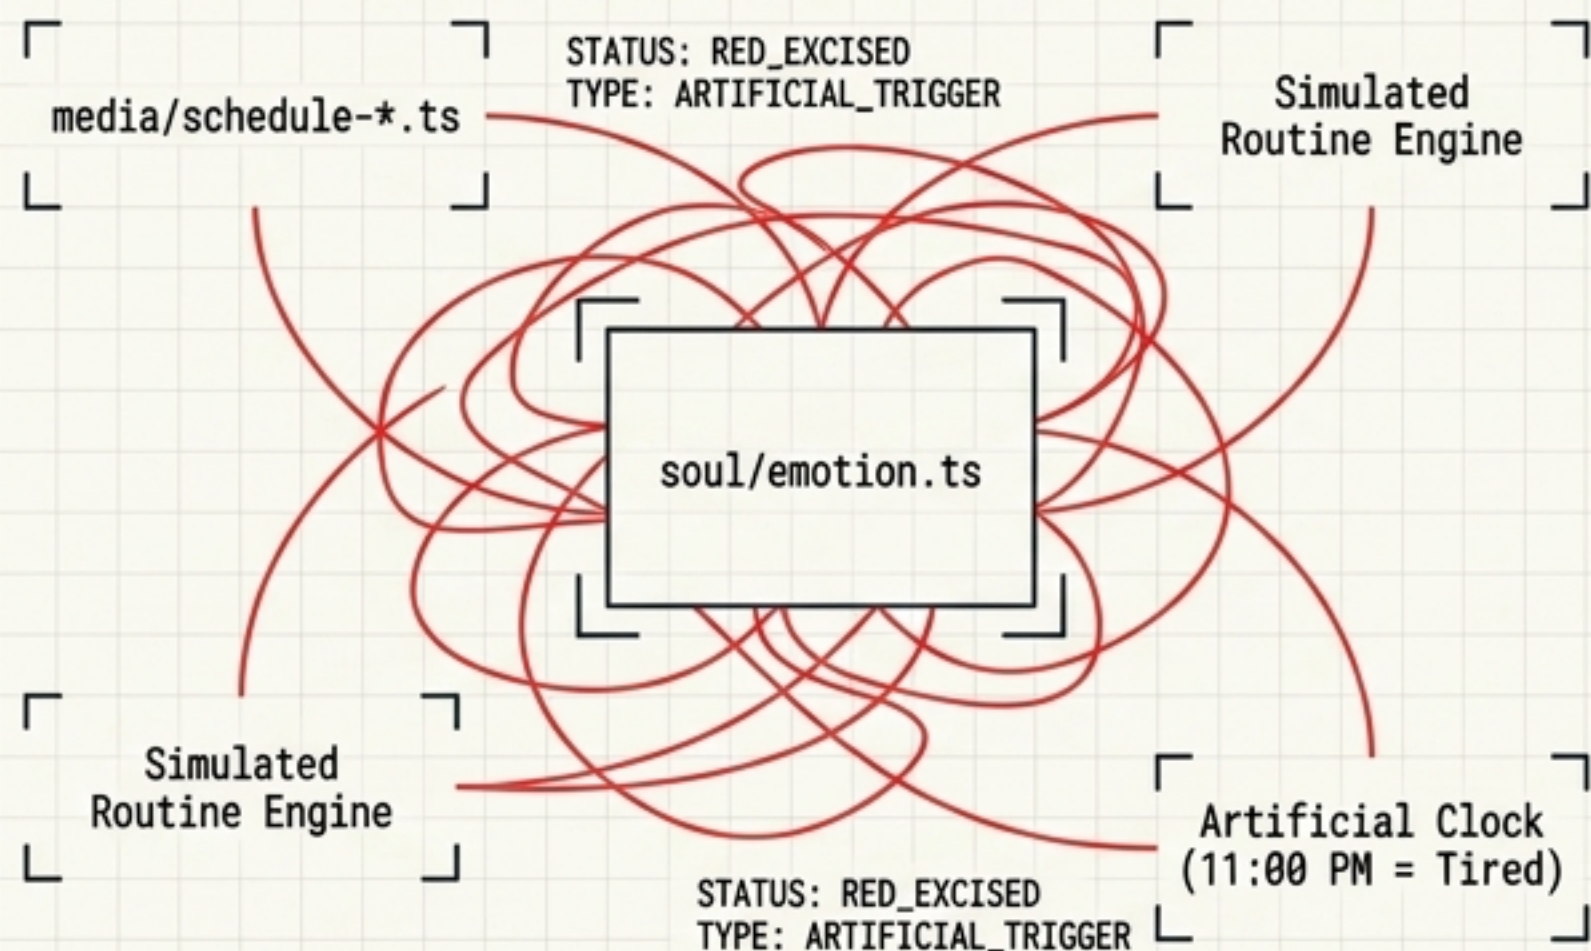 STATUS: RED_EXCISED
TYPE: ARTIFICIAL_TRIGGER
media/schedule-*.ts
Simulated
Routine Engine
soul/emotion.ts
Simulated
Routine Engine
Artificial Clock
(11:00 PM = Tired)
STATUS: RED_EXCISED
TYPE: ARTIFICIAL_TRIGGER